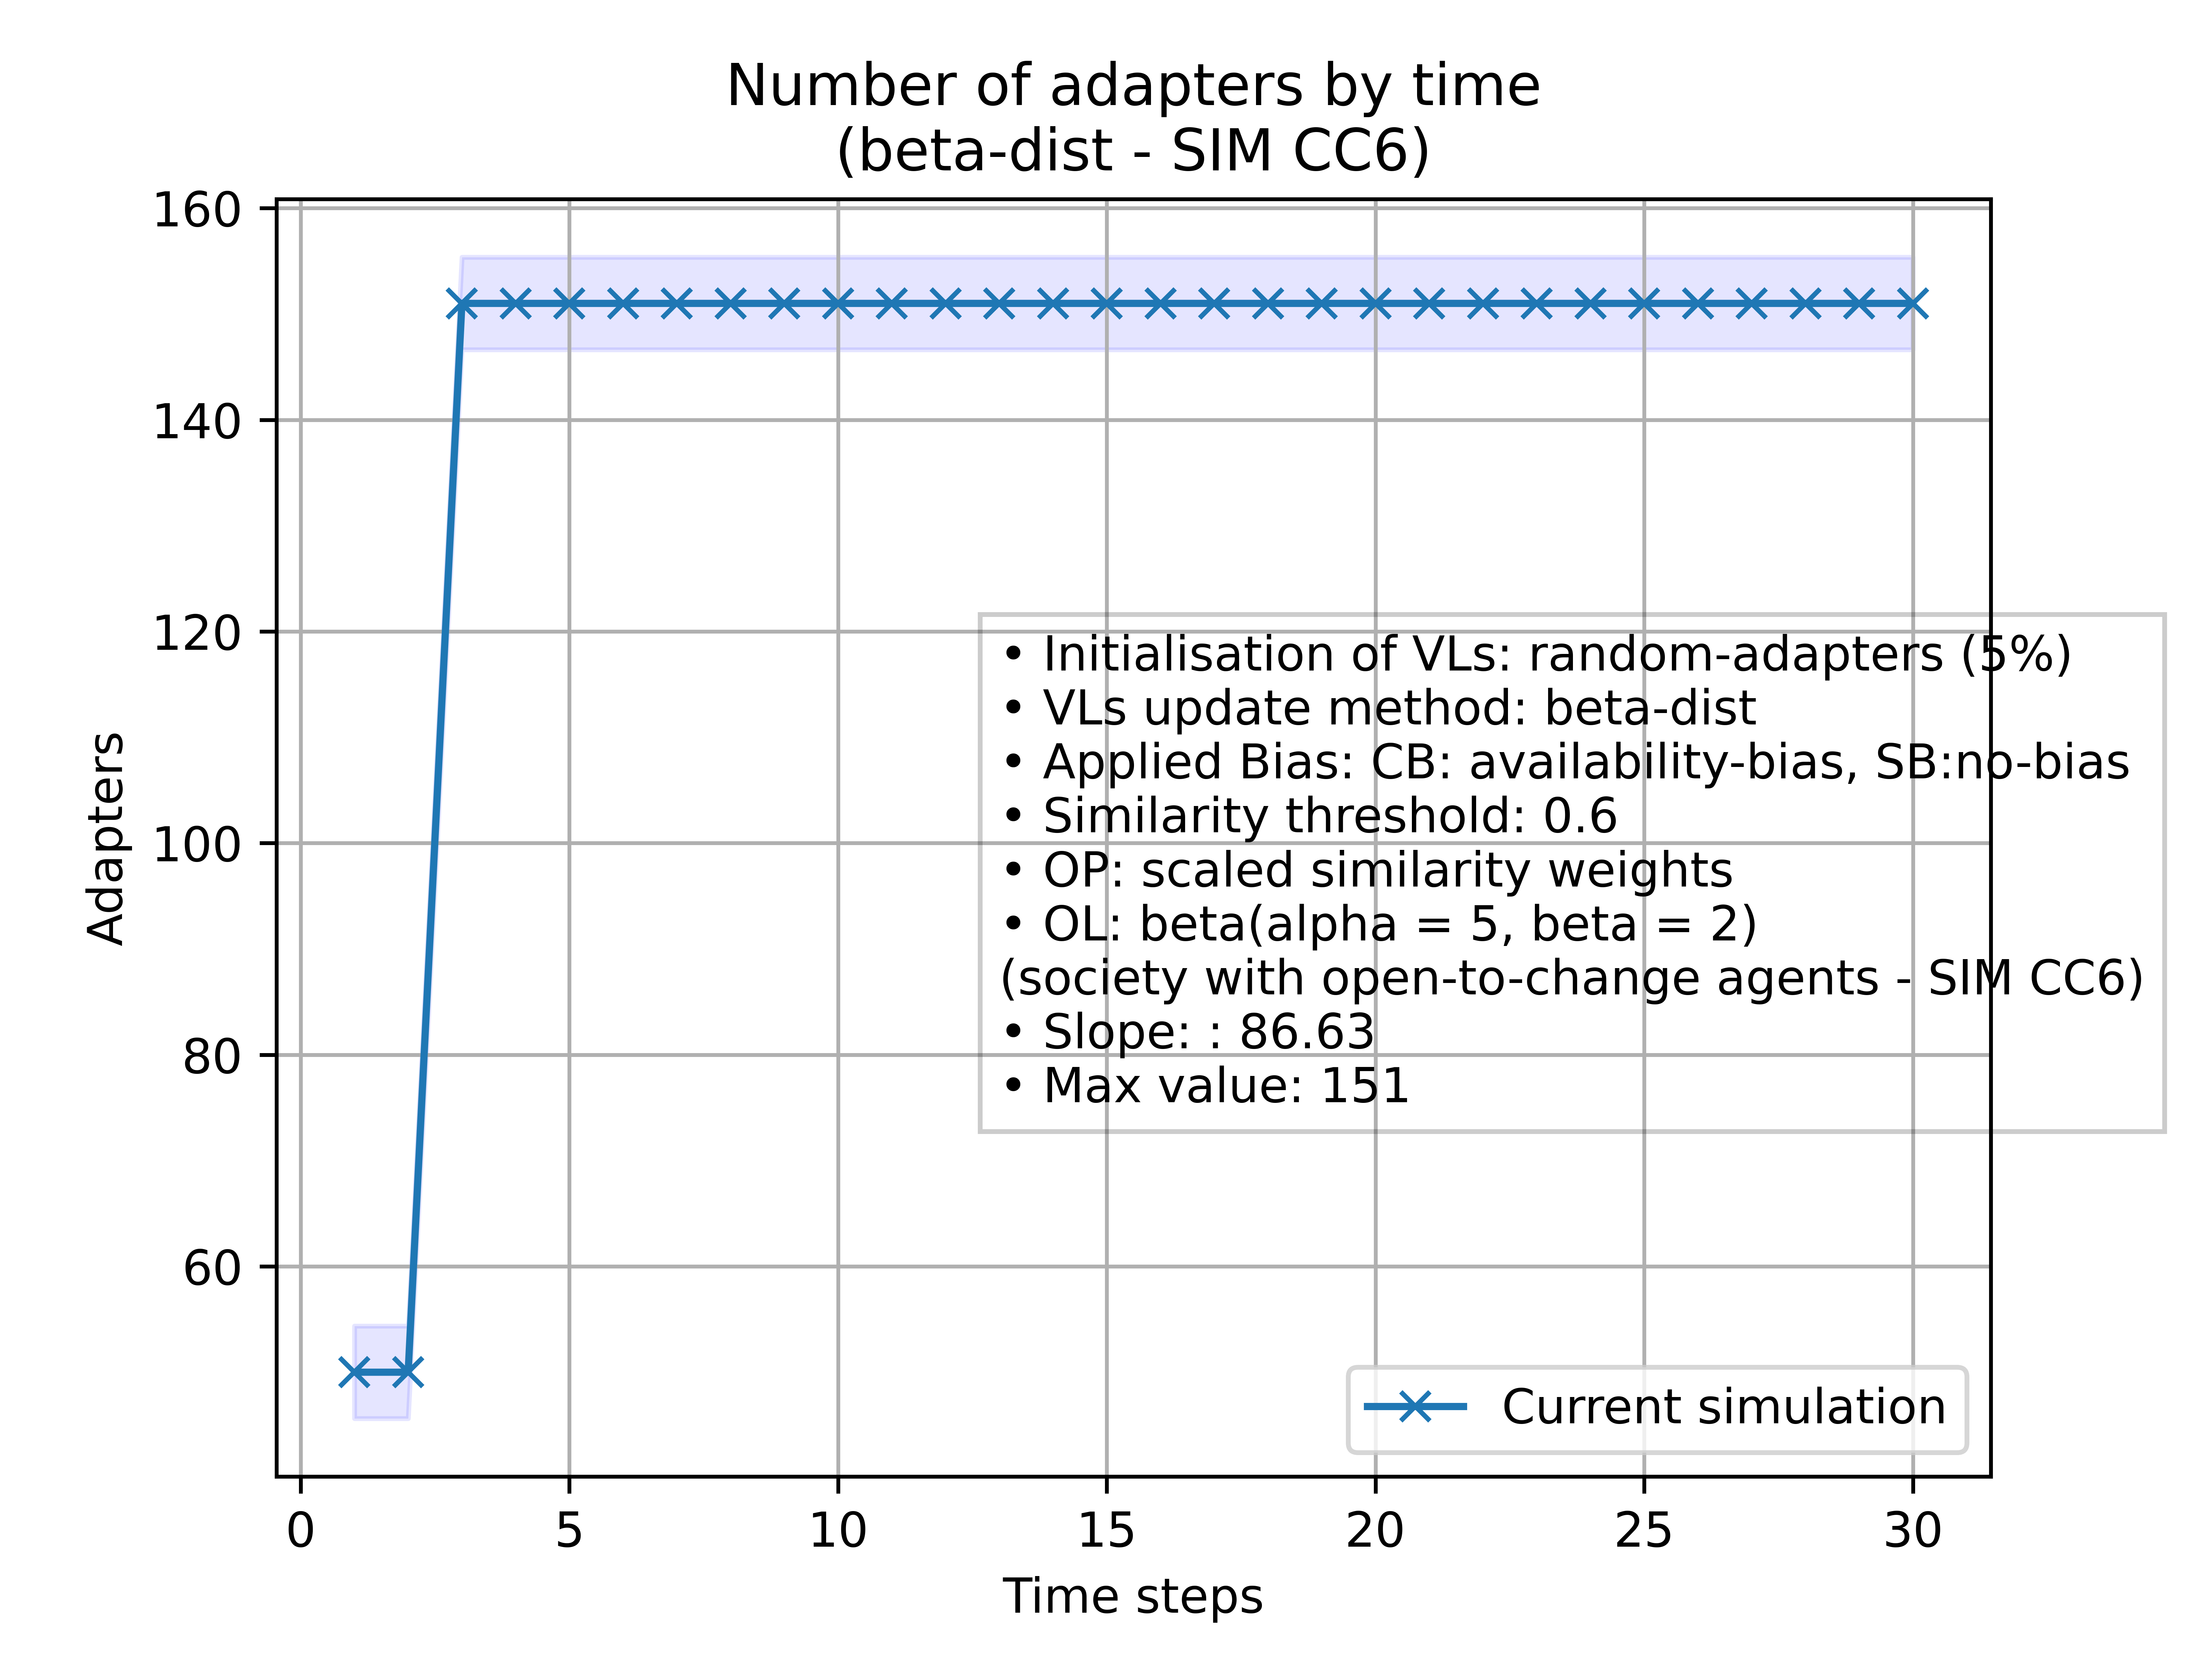 Number of adapters by time
(beta-dist - SIM CC6)
160
140
120
100
80
60
Adapters
• Initialisation of VLs: random-adapters (5%)
• VLs update method: beta-dist
• Applied Bias: CB: availability-bias, SB:no-bias
• Similarity threshold: 0.6
• OP: scaled similarity weights
• OL: beta(alpha = 5, beta = 2)
(society with open-to-change agents - SIM CC6)
• Slope: : 86.63
• Max value: 151
Current simulation
0 5 10 15 20 25 30
Time steps